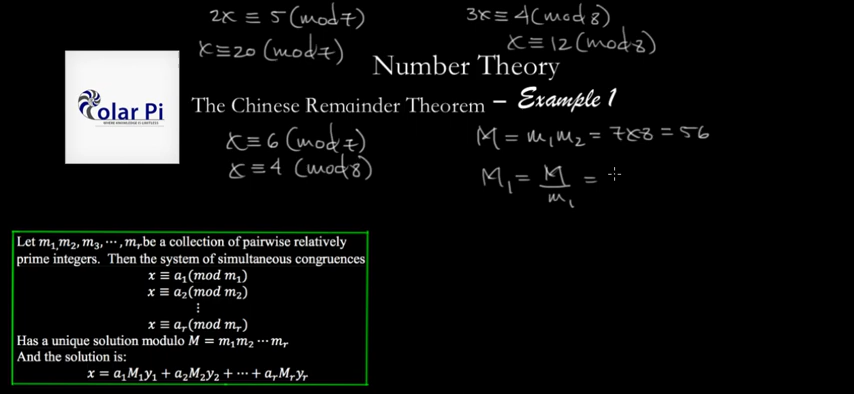 2x ≡ 5 (mod 7)
3x ≡ 4 (mod 8)
x ≡ 20 (mod 7)
x ≡ 12 (mod 8)
Number Theory
The Chinese Remainder Theorem – Example 1
olar Pi
x ≡ 6 (mod 7)
x ≡ 4 (mod 8)
M = m₁m₂ = 7x8 = 56
M₁ = M/m₁ =
Let m₁,m₂, m₃, ⋯ , mᵣ be a collection of pairwise relatively
prime integers. Then the system of simultaneous congruences
x ≡ a₁(mod m₁)
x ≡ a₂(mod m₂)
⋮
x ≡ aᵣ(mod mᵣ)
Has a unique solution modulo M = m₁m₂ ⋯ mᵣ
And the solution is:
x = a₁M₁y₁ + a₂M₂y₂ + ⋯ + aᵣMᵣyᵣ